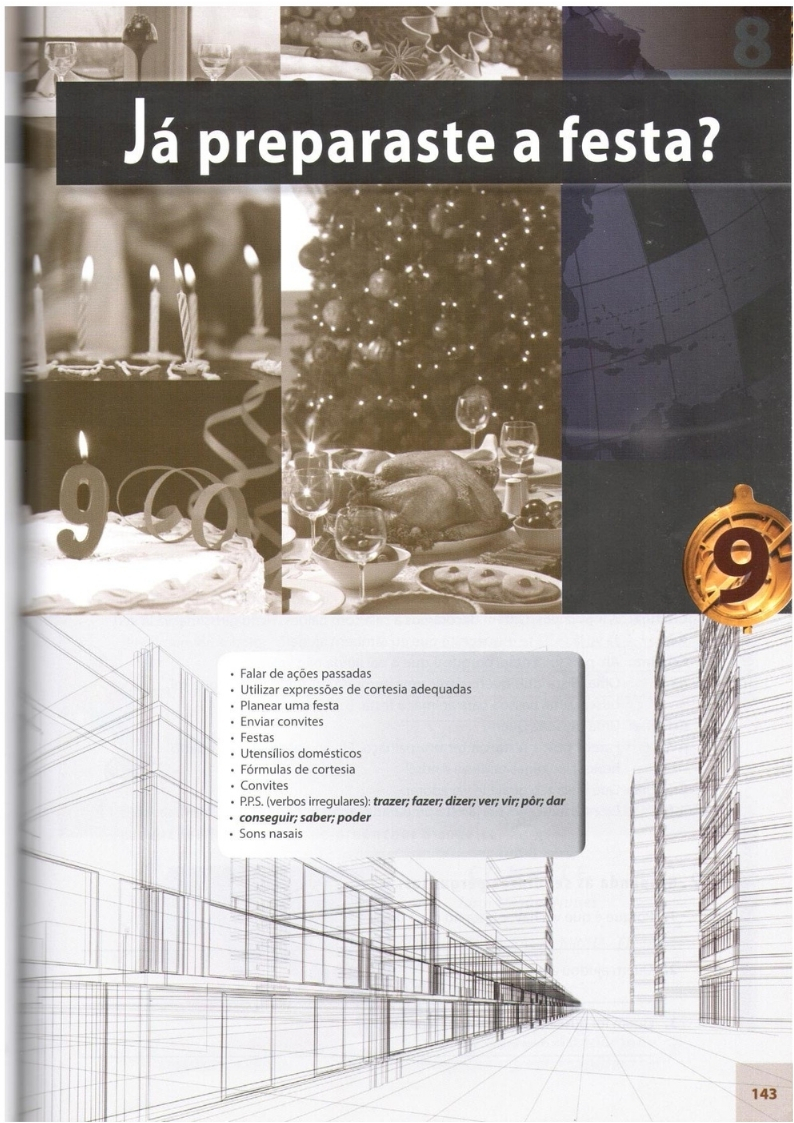 8
Já preparaste a festa?
9
9
• Falar de ações passadas
• Utilizar expressões de cortesia adequadas
• Planear uma festa
• Enviar convites
• Festas
• Utensílios domésticos
• Fórmulas de cortesia
• Convites
• P.P.S. (verbos irregulares): trazer; fazer; dizer; ver; vir; pôr; dar
• conseguir; saber; poder
• Sons nasais
143